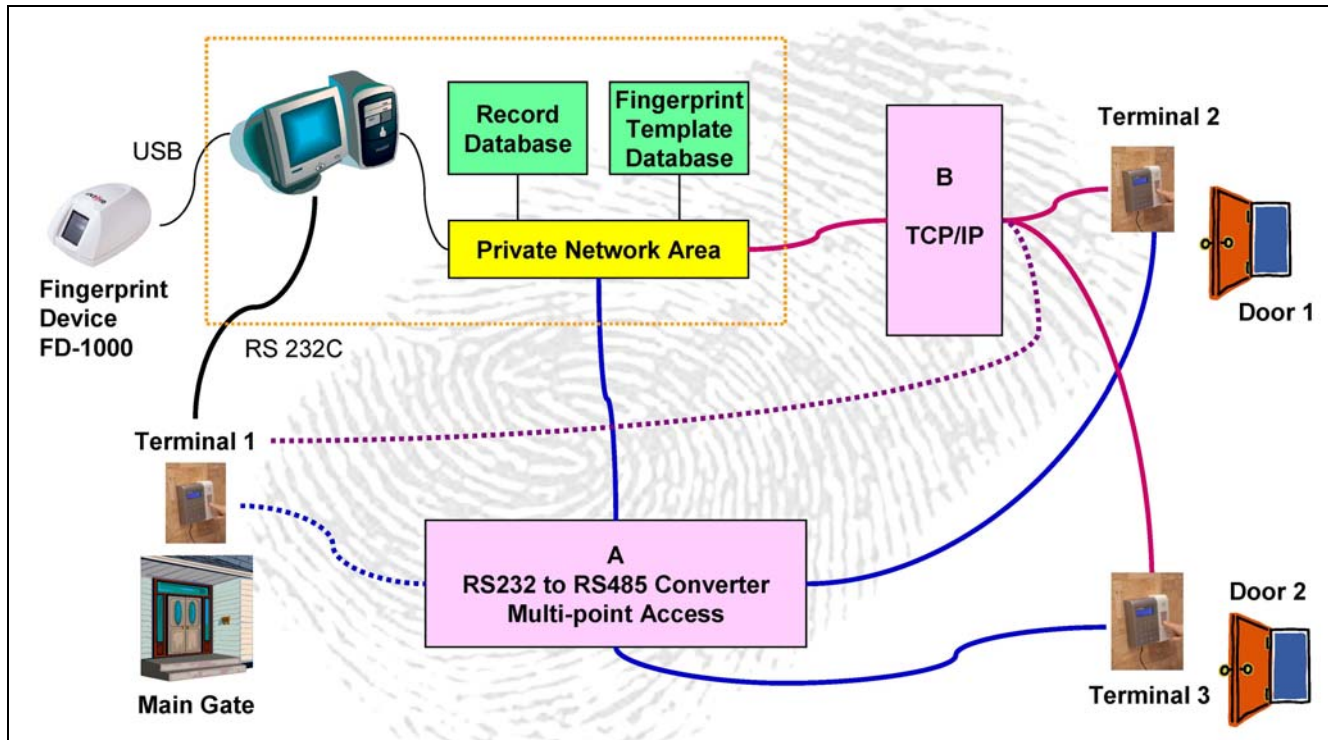 USB
Fingerprint
Device
FD-1000
Record
Database
Fingerprint
Template
Database
Private Network Area
RS 232C
B
TCP/IP
Terminal 2
Door 1
Terminal 1
Main Gate
A
RS232 to RS485 Converter
Multi-point Access
Door 2
Terminal 3